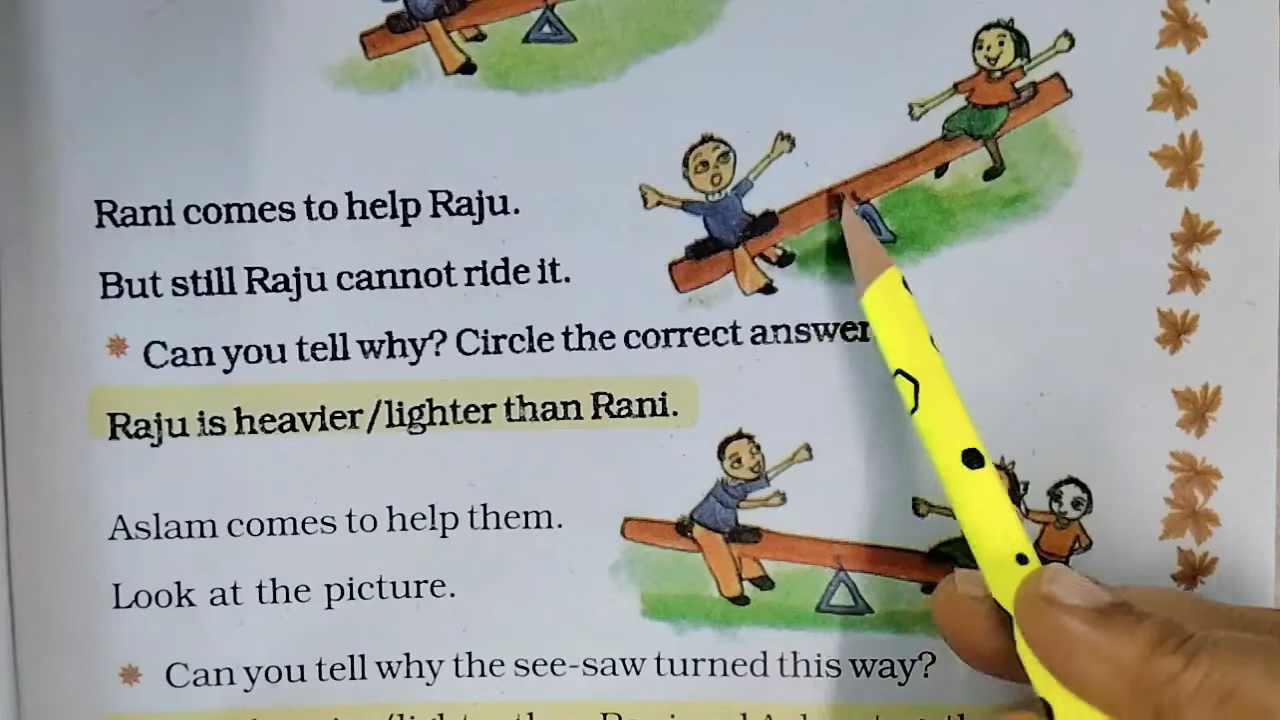 Rani comes to help Raju.
But still Raju cannot ride it.
Can you tell why? Circle the correct answer
Raju is heavier/lighter than Rani.
Aslam comes to help them.
Look at the picture.
Can you tell why the see-saw turned this way?